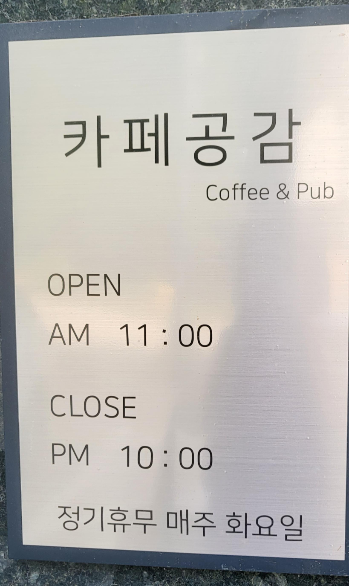 카페공감
Coffee & Pub
OPEN
AM 11 : 00
CLOSE
PM 10 : 00
정기휴무 매주 화요일